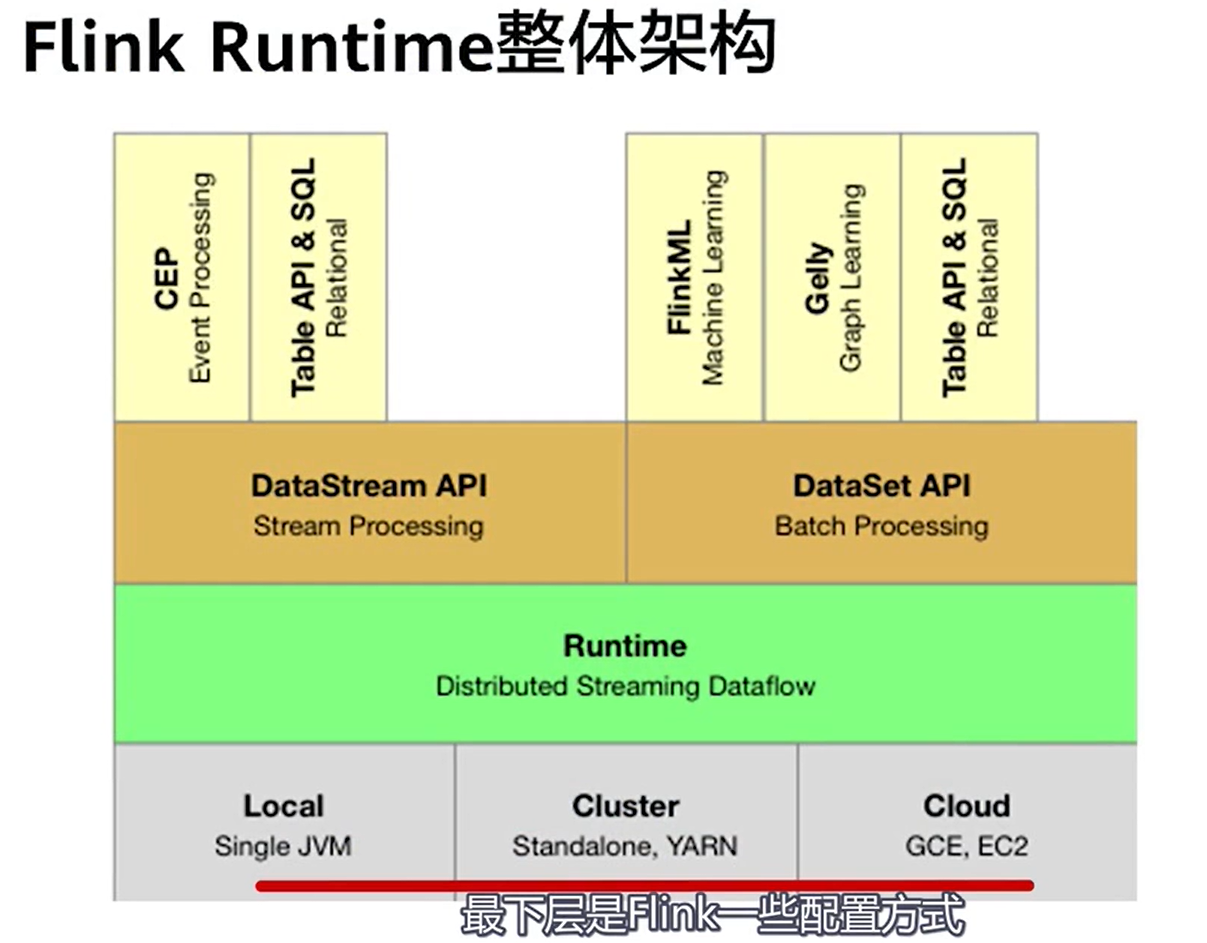 Flink Runtime整体架构
CEP
Event Processing
Table API & SQL
Relational
FlinkML
Machine Learning
Gelly
Graph Learning
Table API & SQL
Relational
DataStream API
Stream Processing
DataSet API
Batch Processing
Runtime
Distributed Streaming Dataflow
Local
Single JVM
Cluster
Standalone, YARN
Cloud
GCE, EC2
最下层是Flink一些配置方式